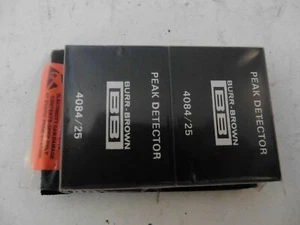 PEAK DETECTOR
BURR-BROWN
BB
4084/25
PEAK DETECTOR
BURR-BROWN
BB
4084/25